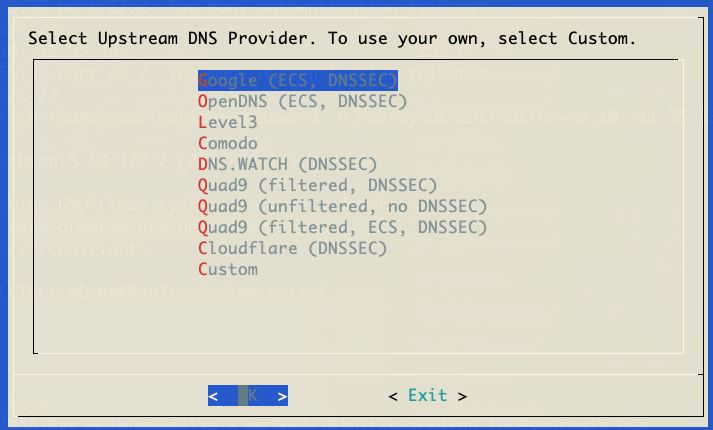 Select Upstream DNS Provider. To use your own, select Custom.
Google (ECS, DNSSEC)
OpenDNS (ECS, DNSSEC)
Level3
Comodo
DNS.WATCH (DNSSEC)
Quad9 (filtered, DNSSEC)
Quad9 (unfiltered, no DNSSEC)
Quad9 (filtered, ECS, DNSSEC)
Cloudflare (DNSSEC)
Custom
< OK > < Exit >